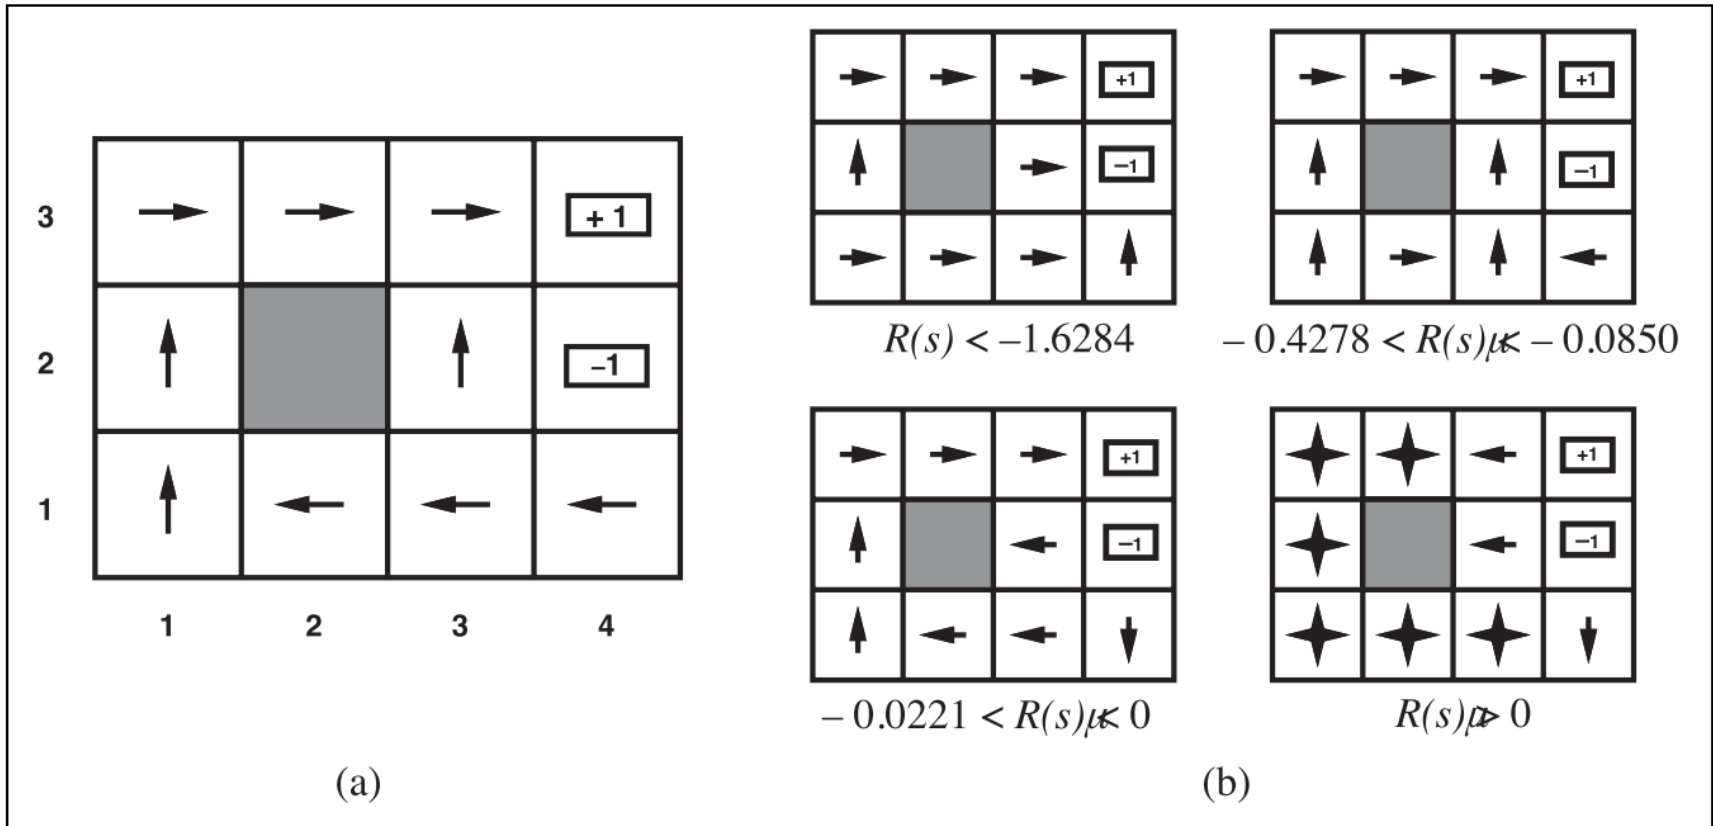 3
+ 1
2
–1
1
1 2 3 4
(a)
+1
–1
R(s) < –1.6284
+1
–1
– 0.4278 < R(s) < – 0.0850
+1
–1
– 0.0221 < R(s) < 0
+1
–1
R(s) > 0
(b)